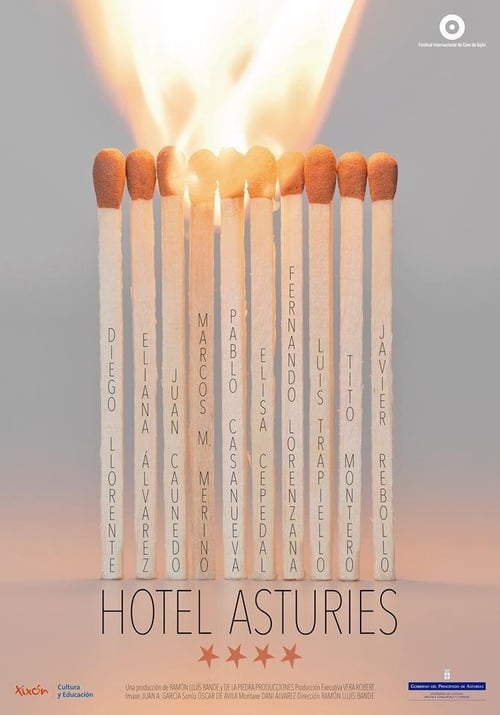 Festival Internacional de Cine de Gijón
DIEGO LLORENTE
ELIANA ÁLVAREZ
JUAN CAUNEDO
MARCOS M. MERINO
PABLO CASANUEVA
ELISA CEPEDAL
FERNANDO LORENZANA
LUIS TRAPIELLO
TITO MONTERO
JAVIER REBOLLO
HOTEL ASTURIES
xixón
Cultura
y Educación
Una producción de RAMÓN LLUÍS BANDE y DE LA PIEDRA PRODUCCIONES Producción Executiva VERA ROBERT
Imaxe JUAN A. GARCÍA Soníu ÓSCAR DE ÁVILA Montaxe DANI ÁLVAREZ Dirección RAMÓN LLUÍS BANDE
GOBIERNO DEL PRINCIPADO DE ASTURIAS